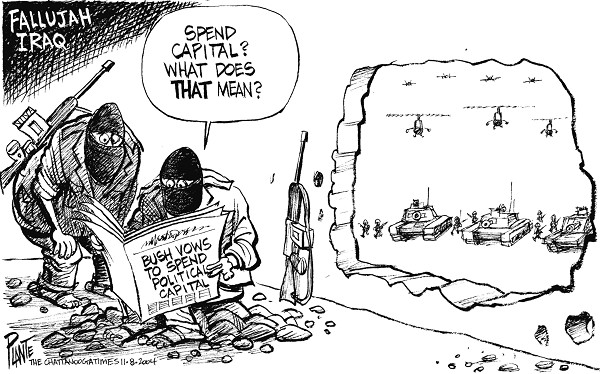 FALLUJAH
IRAQ
SPEND
CAPITAL?
WHAT DOES
THAT MEAN?
BUSH VOWS
TO SPEND
POLITICAL
CAPITAL
PLANTE
THE CHATTANOOGA TIMES 11·8·2004